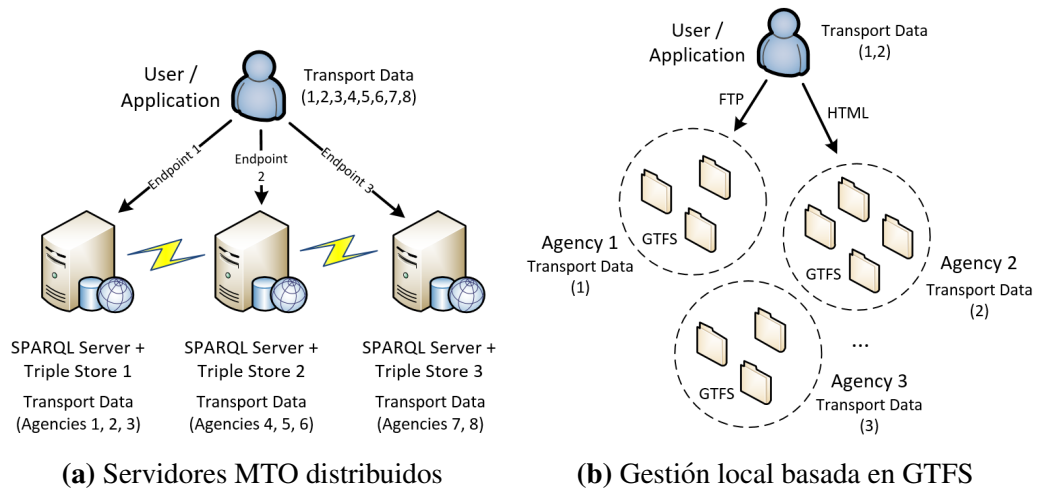 User /
Application
Transport Data
(1,2,3,4,5,6,7,8)
Endpoint 1
Endpoint
2
Endpoint 3
SPARQL Server +
Triple Store 1
Transport Data
(Agencies 1, 2, 3)
SPARQL Server +
Triple Store 2
Transport Data
(Agencies 4, 5, 6)
SPARQL Server +
Triple Store 3
Transport Data
(Agencies 7, 8)
(a) Servidores MTO distribuidos
User /
Application
Transport Data
(1,2)
FTP
HTML
GTFS
Agency 1
Transport Data
(1)
GTFS
Agency 2
Transport Data
(2)
GTFS
...
Agency 3
Transport Data
(3)
(b) Gestión local basada en GTFS